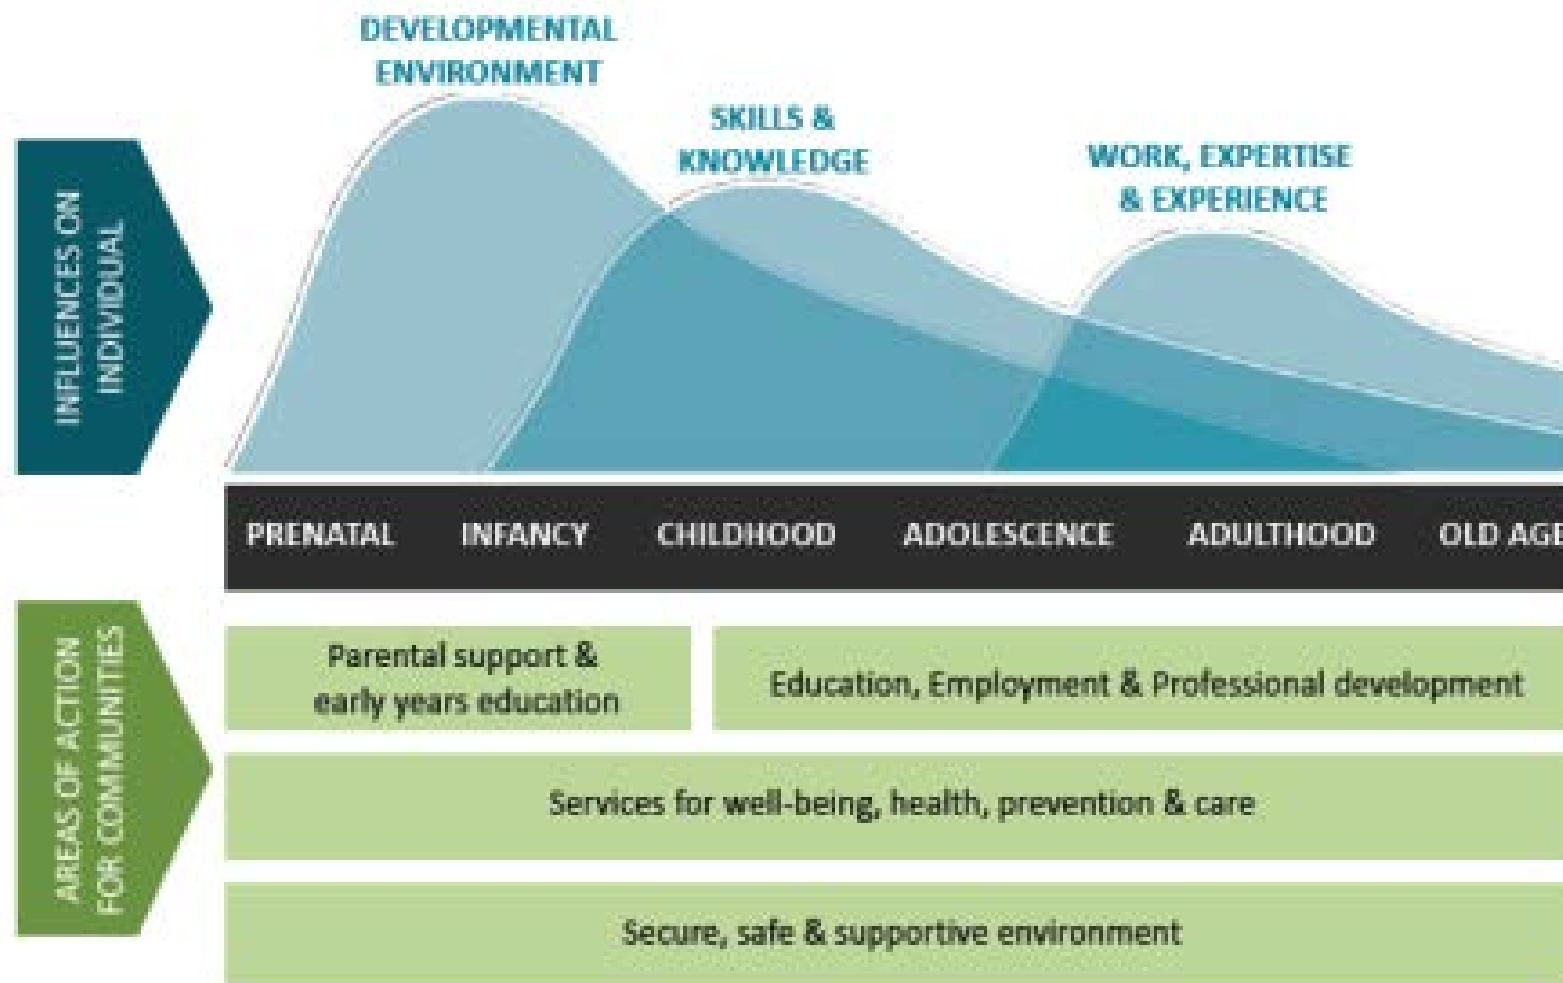 DEVELOPMENTAL
ENVIRONMENT
SKILLS &
KNOWLEDGE
WORK, EXPERTISE
& EXPERIENCE
INFLUENCES ON
INDIVIDUAL
PRENATAL INFANCY CHILDHOOD ADOLESCENCE ADULTHOOD OLD AGE
AREAS OF ACTION
FOR COMMUNITIES
Parental support &
early years education
Education, Employment & Professional development
Services for well-being, health, prevention & care
Secure, safe & supportive environment